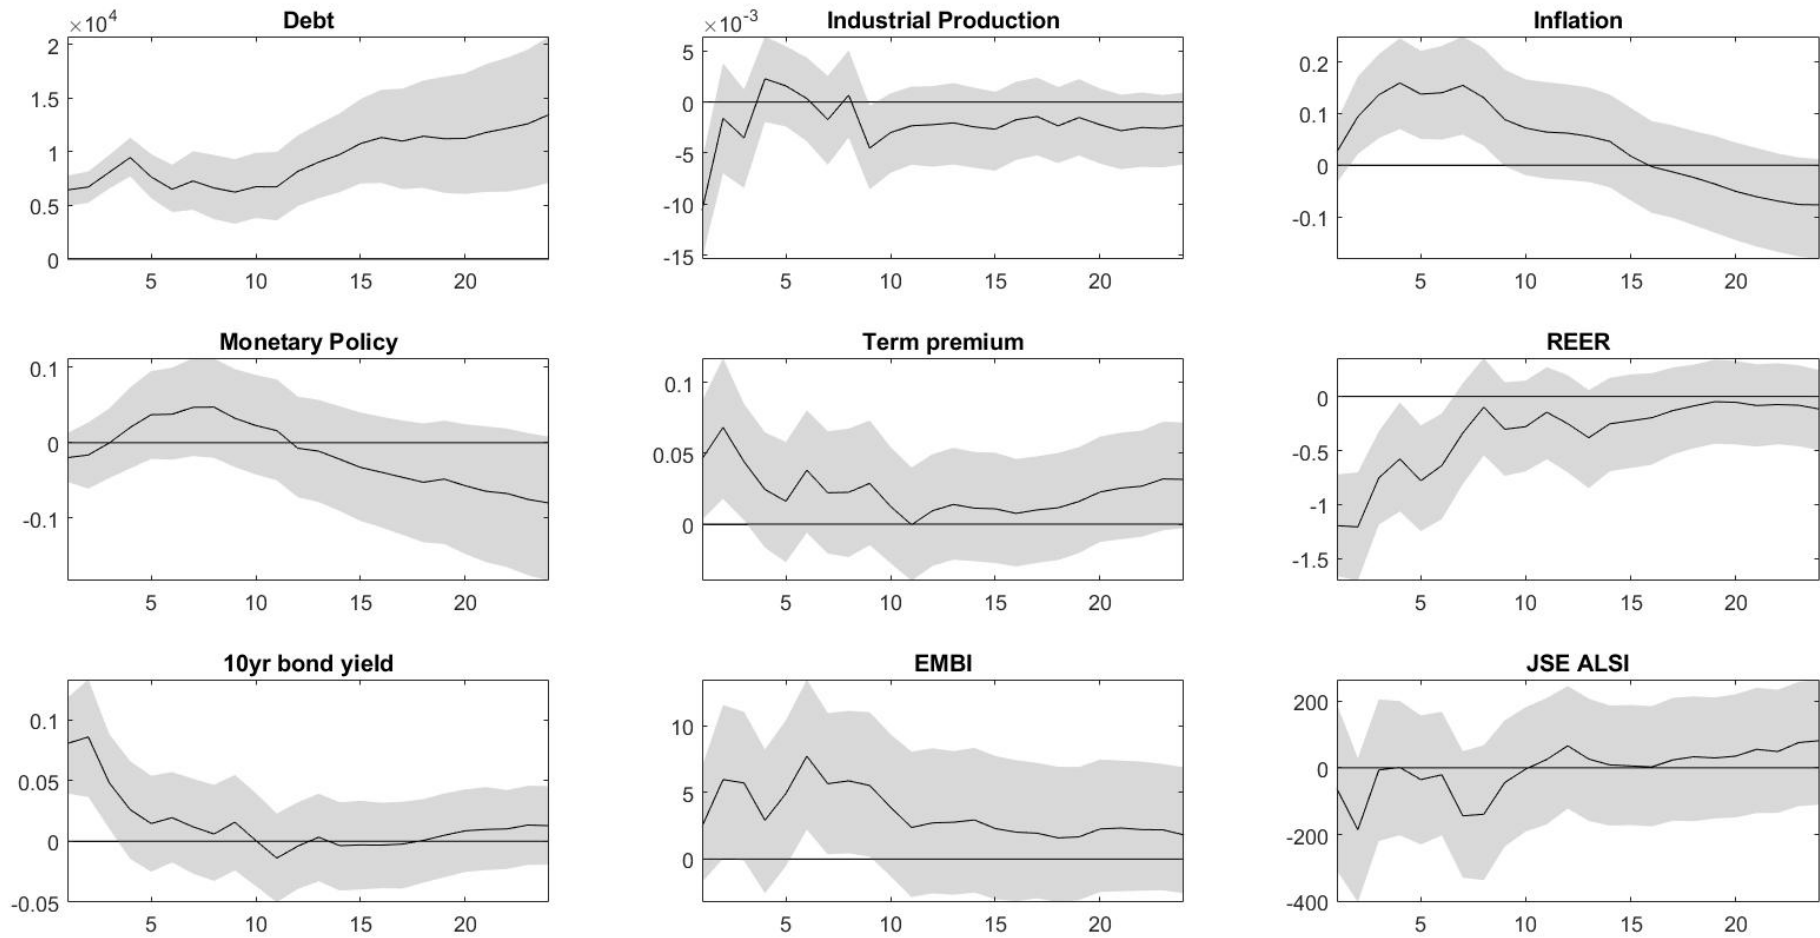 Debt
×10^4
2
1.5
1
0.5
0
5 10 15 20
Industrial Production
×10^-3
5
0
-5
-10
-15
5 10 15 20
Inflation
0.2
0.1
0
-0.1
5 10 15 20
Monetary Policy
0.1
0
-0.1
5 10 15 20
Term premium
0.1
0.05
0
5 10 15 20
REER
0
-0.5
-1
-1.5
5 10 15 20
10yr bond yield
0.1
0.05
0
-0.05
5 10 15 20
EMBI
10
5
0
5 10 15 20
JSE ALSI
200
0
-200
-400
5 10 15 20